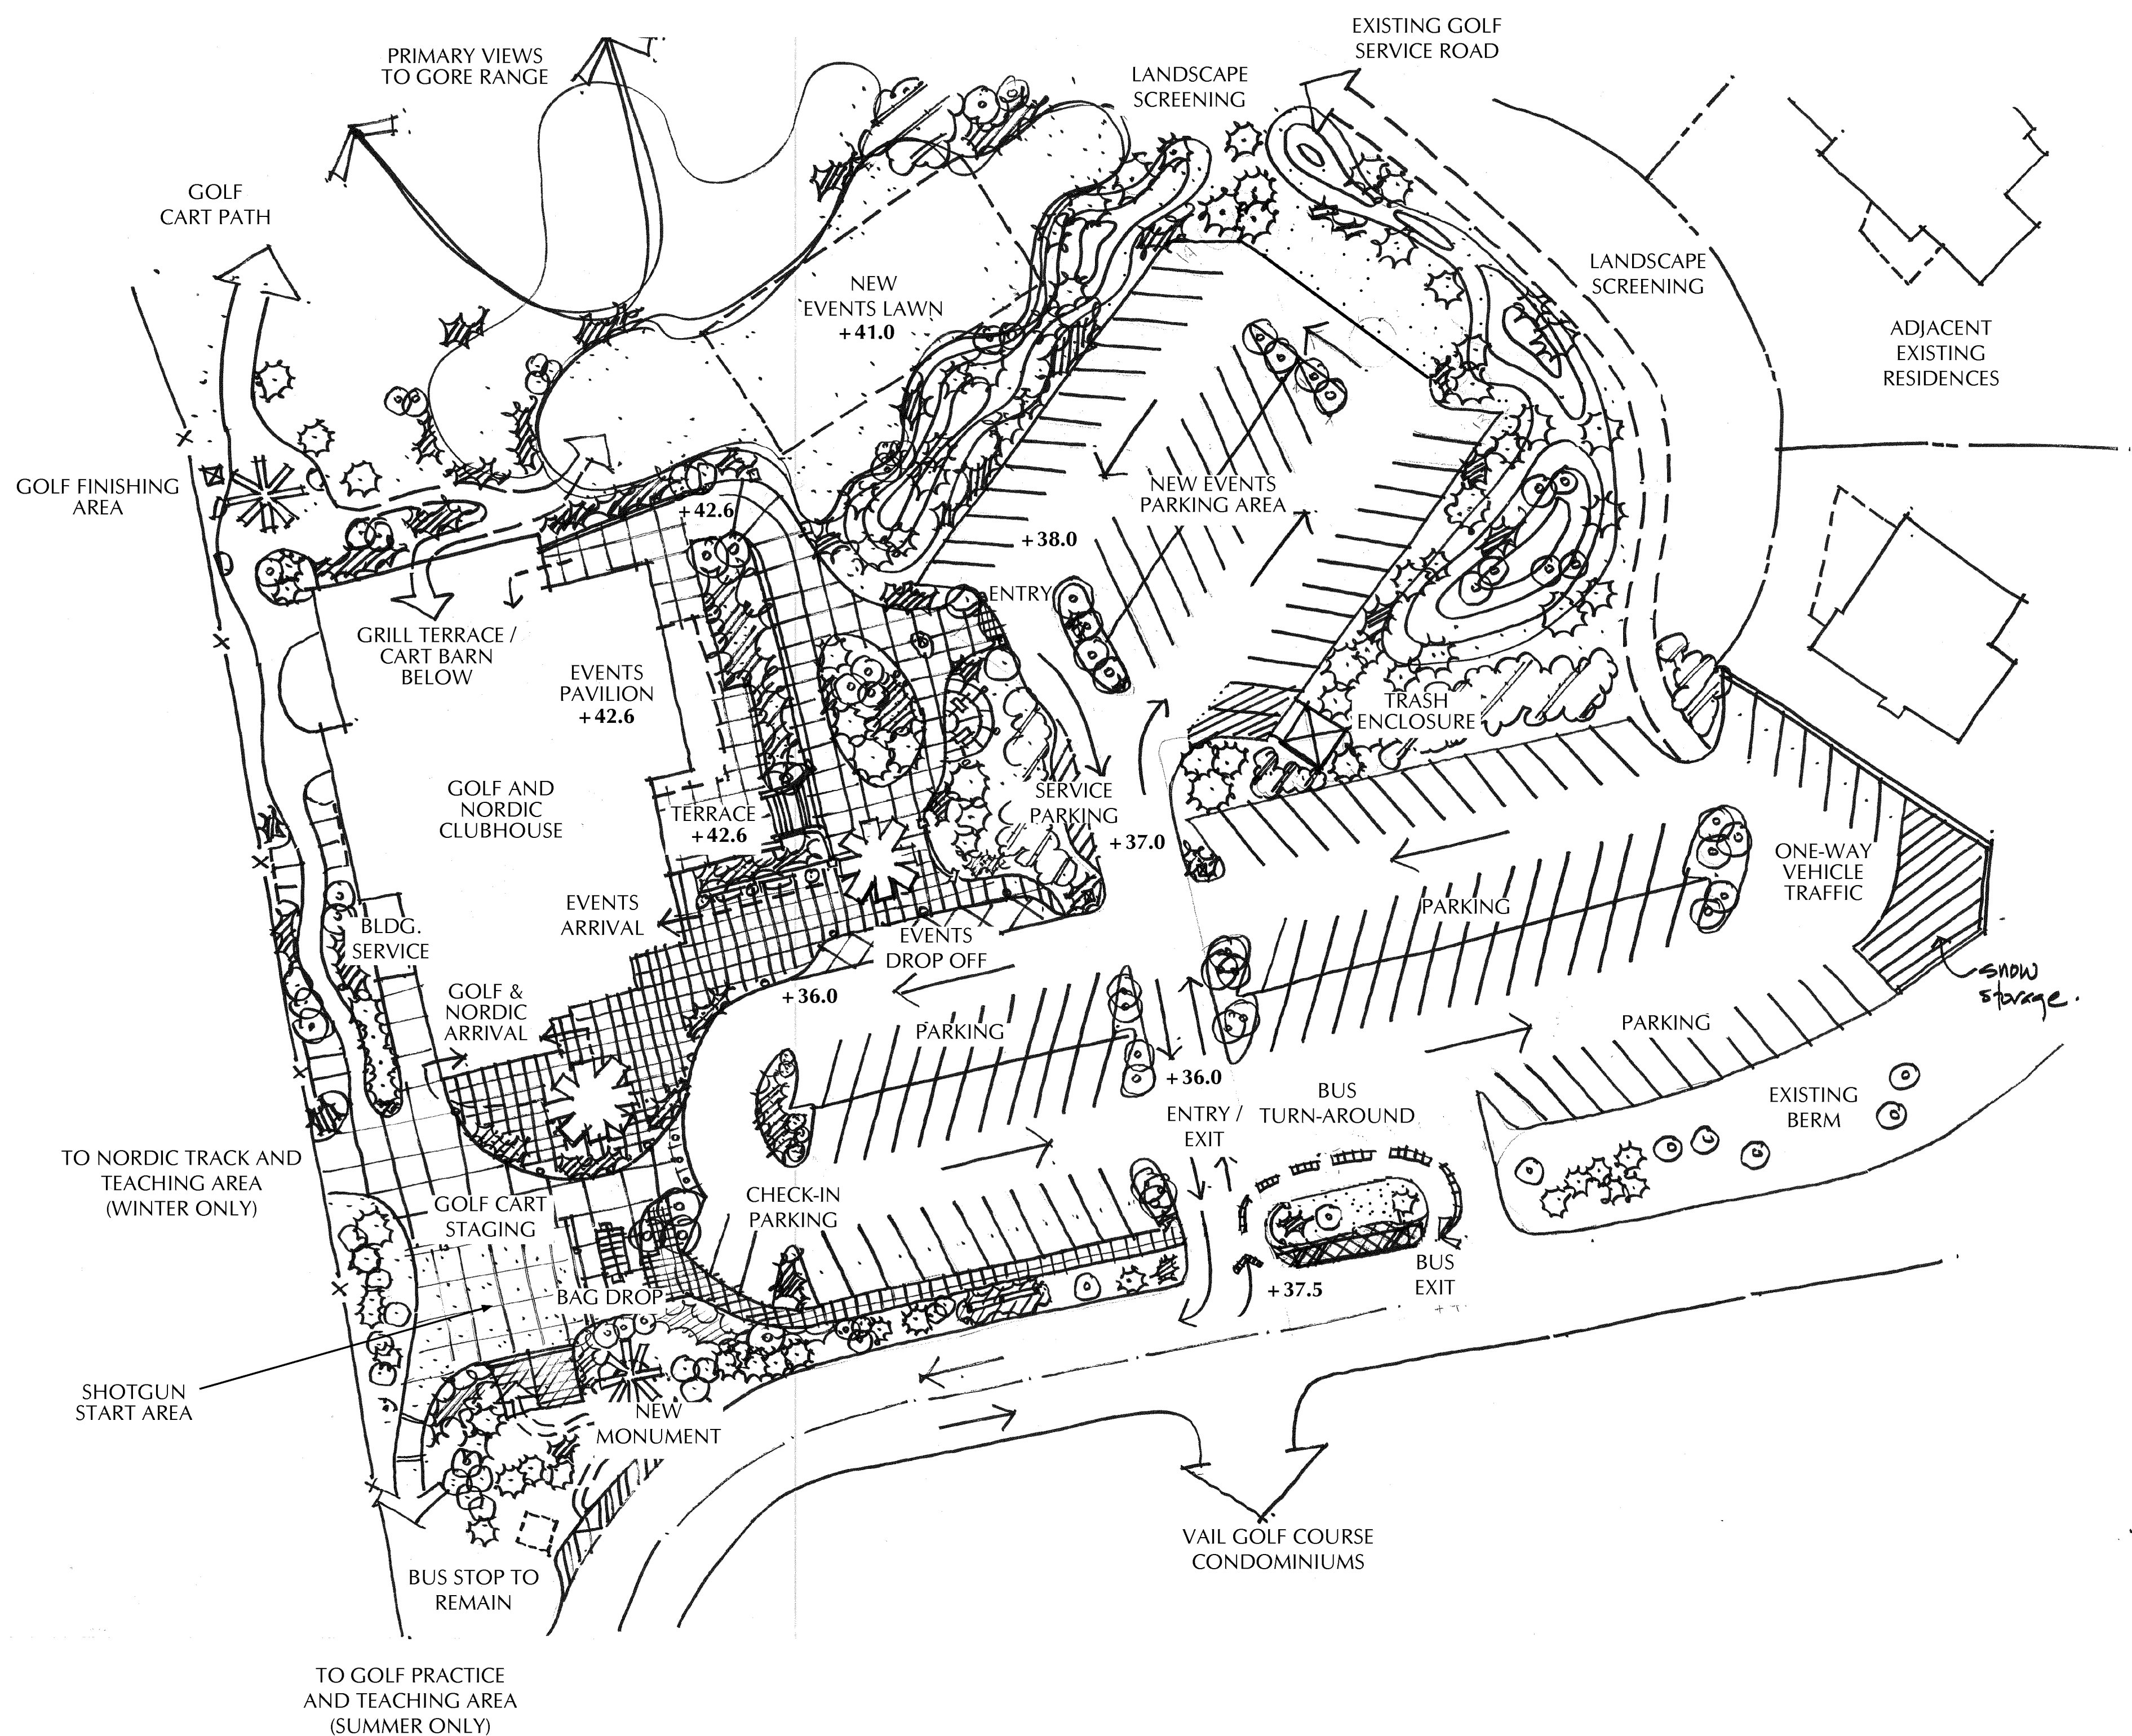 EXISTING GOLF
SERVICE ROAD
PRIMARY VIEWS
TO GORE RANGE
LANDSCAPE
SCREENING
GOLF
CART PATH
LANDSCAPE
SCREENING
NEW
EVENTS LAWN
+41.0
ADJACENT
EXISTING
RESIDENCES
GOLF FINISHING
AREA
NEW EVENTS
PARKING AREA
+42.6
+38.0
ENTRY
GRILL TERRACE /
CART BARN
BELOW
EVENTS
PAVILION
+42.6
TRASH
ENCLOSURE
GOLF AND
NORDIC
CLUBHOUSE
SERVICE
PARKING
TERRACE
+42.6
+37.0
ONE-WAY
VEHICLE
TRAFFIC
EVENTS
ARRIVAL
PARKING
BLDG.
SERVICE
EVENTS
DROP OFF
snow
storage.
GOLF &
NORDIC
ARRIVAL
+36.0
PARKING
PARKING
+36.0
BUS
TURN-AROUND
ENTRY /
EXIT
EXISTING
BERM
TO NORDIC TRACK AND
TEACHING AREA
(WINTER ONLY)
GOLF CART
STAGING
CHECK-IN
PARKING
BUS
EXIT
+37.5
BAG DROP
SHOTGUN
START AREA
NEW
MONUMENT
VAIL GOLF COURSE
CONDOMINIUMS
BUS STOP TO
REMAIN
TO GOLF PRACTICE
AND TEACHING AREA
(SUMMER ONLY)